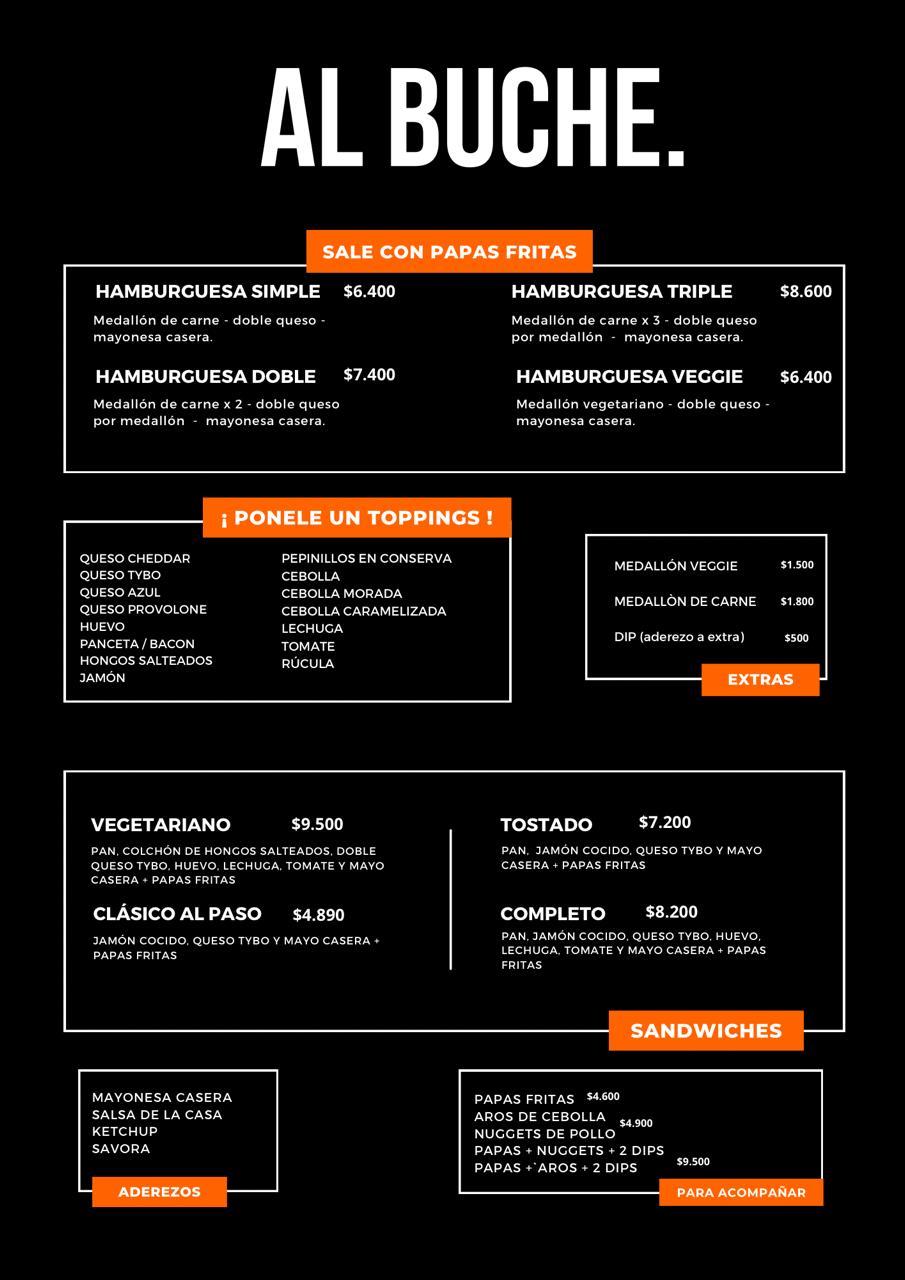 AL BUCHE.
SALE CON PAPAS FRITAS
HAMBURGUESA SIMPLE $6.400
Medallón de carne - doble queso -
mayonesa casera.
HAMBURGUESA DOBLE $7.400
Medallón de carne x 2 - doble queso
por medallón - mayonesa casera.
HAMBURGUESA TRIPLE $8.600
Medallón de carne x 3 - doble queso
por medallón - mayonesa casera.
HAMBURGUESA VEGGIE $6.400
Medallón vegetariano - doble queso -
mayonesa casera.
¡ PONELE UN TOPPINGS !
QUESO CHEDDAR
QUESO TYBO
QUESO AZUL
QUESO PROVOLONE
HUEVO
PANCETA / BACON
HONGOS SALTEADOS
JAMÓN
PEPINILLOS EN CONSERVA
CEBOLLA
CEBOLLA MORADA
CEBOLLA CARAMELIZADA
LECHUGA
TOMATE
RÚCULA
MEDALLÓN VEGGIE $1.500
MEDALLÒN DE CARNE $1.800
DIP (aderezo a extra) $500
EXTRAS
VEGETARIANO $9.500
PAN, COLCHÓN DE HONGOS SALTEADOS, DOBLE
QUESO TYBO, HUEVO, LECHUGA, TOMATE Y MAYO
CASERA + PAPAS FRITAS
CLÁSICO AL PASO $4.890
JAMÓN COCIDO, QUESO TYBO Y MAYO CASERA +
PAPAS FRITAS
TOSTADO $7.200
PAN, JAMÓN COCIDO, QUESO TYBO Y MAYO
CASERA + PAPAS FRITAS
COMPLETO $8.200
PAN, JAMÓN COCIDO, QUESO TYBO, HUEVO,
LECHUGA, TOMATE Y MAYO CASERA + PAPAS
FRITAS
SANDWICHES
MAYONESA CASERA
SALSA DE LA CASA
KETCHUP
SAVORA
ADEREZOS
PAPAS FRITAS $4.600
AROS DE CEBOLLA
$4.900
NUGGETS DE POLLO
PAPAS + NUGGETS + 2 DIPS
$9.500
PAPAS +`AROS + 2 DIPS
PARA ACOMPAÑAR